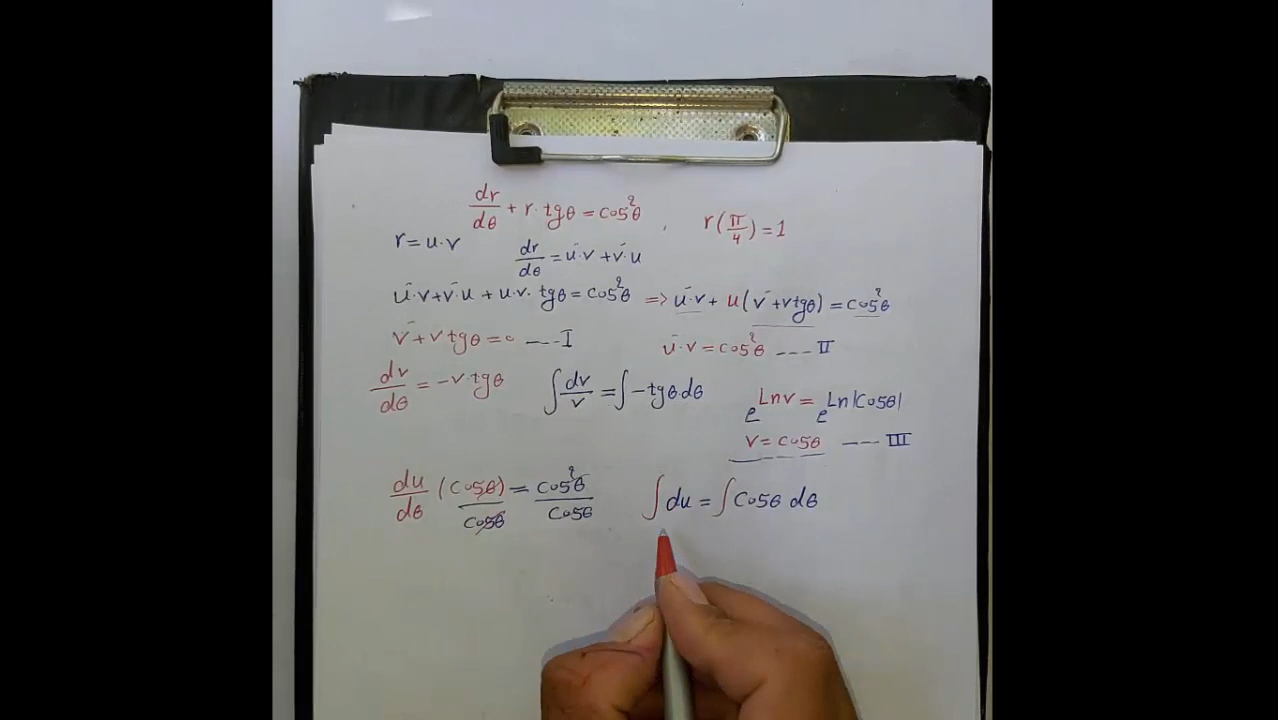 dr/dθ + r·tgθ = cos²θ , r(π/4) = 1
r = u·v dr/dθ = u̅·v + v̅·u
u̅·v + v̅·u + u·v·tgθ = cos²θ ⇒ u̅·v + u(v̅ + vtgθ) = cos²θ
v̅ + v tgθ = 0 ---I u̅·v = cos²θ ---II
dv/dθ = -v·tgθ ∫dv/v = ∫-tgθ·dθ e^Lnv = e^Ln|cosθ|
v = cosθ --- III
du/dθ (cosθ)/cosθ = cos²θ/cosθ ∫du = ∫cosθ dθ